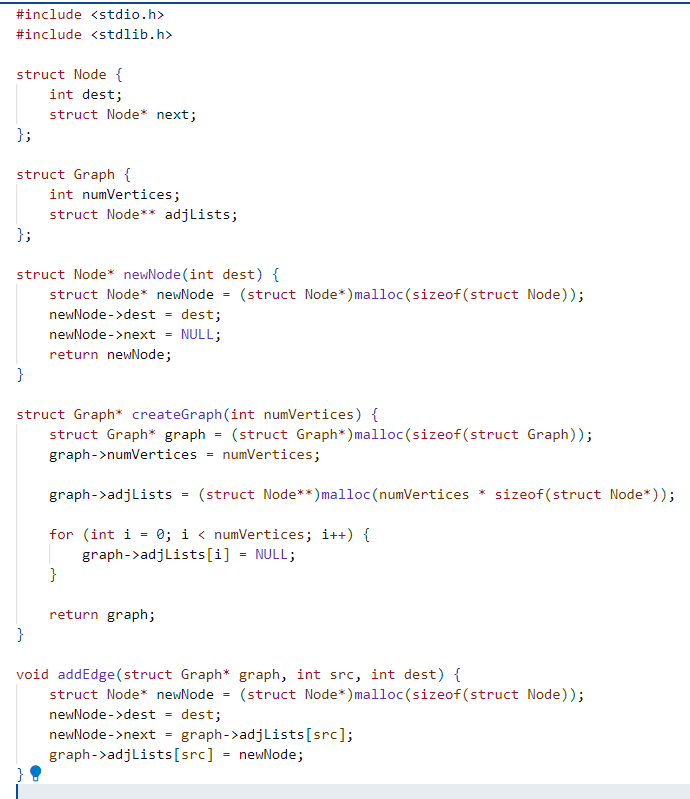 #include <stdio.h>
#include <stdlib.h>

struct Node {
    int dest;
    struct Node* next;
};

struct Graph {
    int numVertices;
    struct Node** adjLists;
};

struct Node* newNode(int dest) {
    struct Node* newNode = (struct Node*)malloc(sizeof(struct Node));
    newNode->dest = dest;
    newNode->next = NULL;
    return newNode;
}

struct Graph* createGraph(int numVertices) {
    struct Graph* graph = (struct Graph*)malloc(sizeof(struct Graph));
    graph->numVertices = numVertices;

    graph->adjLists = (struct Node**)malloc(numVertices * sizeof(struct Node*));

    for (int i = 0; i < numVertices; i++) {
        graph->adjLists[i] = NULL;
    }

    return graph;
}

void addEdge(struct Graph* graph, int src, int dest) {
    struct Node* newNode = (struct Node*)malloc(sizeof(struct Node));
    newNode->dest = dest;
    newNode->next = graph->adjLists[src];
    graph->adjLists[src] = newNode;
}